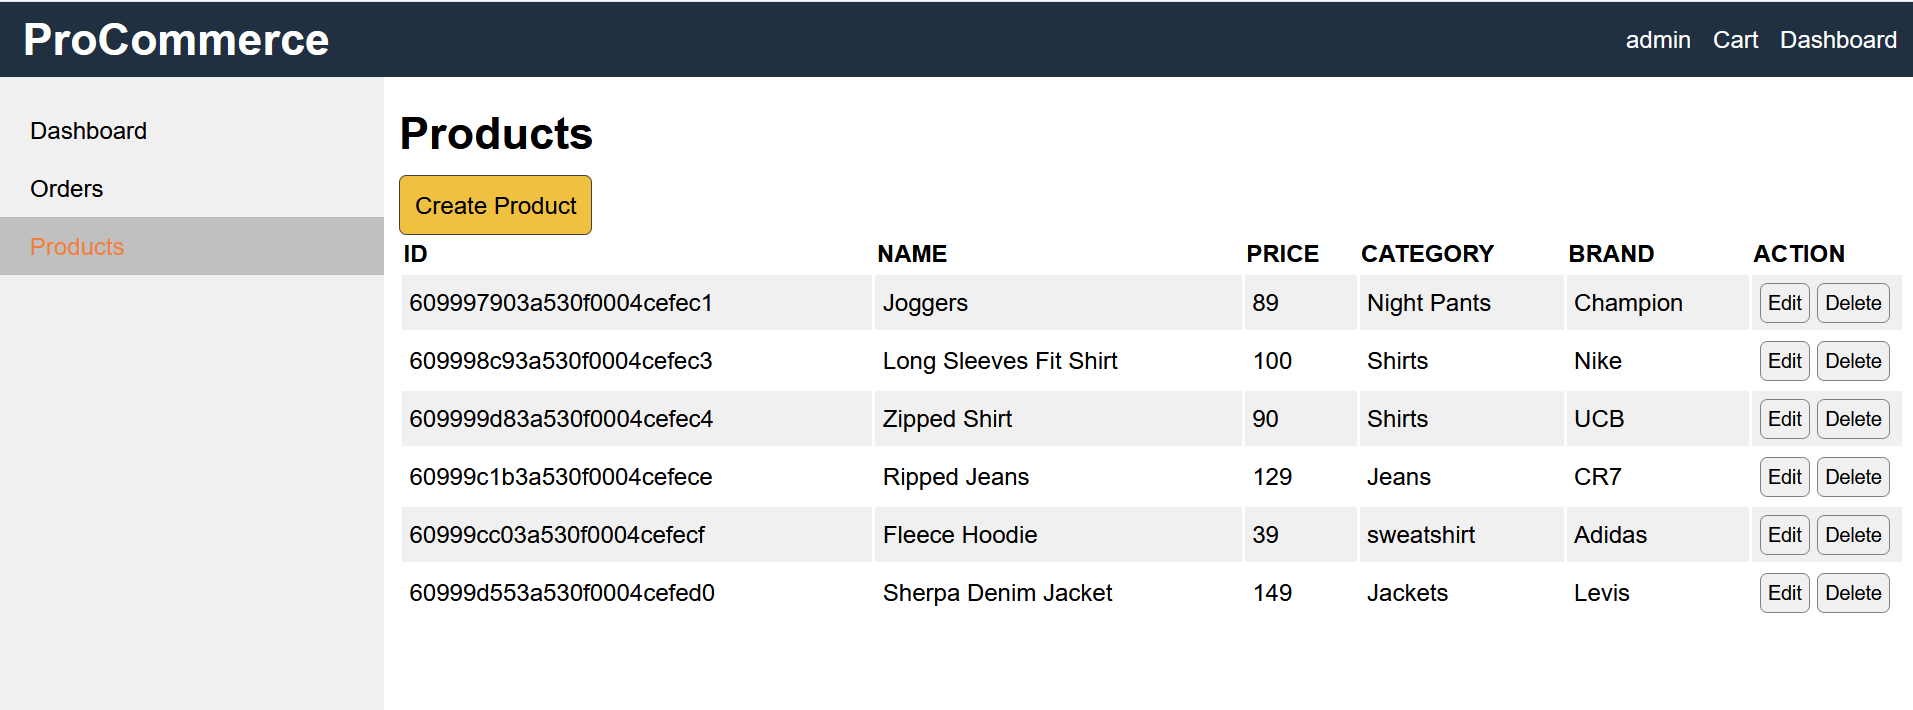 ProCommerce admin Cart Dashboard
Dashboard
Orders
Products
Products
Create Product
ID NAME PRICE CATEGORY BRAND ACTION
609997903a530f0004cefec1 Joggers 89 Night Pants Champion Edit Delete
609998c93a530f0004cefec3 Long Sleeves Fit Shirt 100 Shirts Nike Edit Delete
609999d83a530f0004cefec4 Zipped Shirt 90 Shirts UCB Edit Delete
60999c1b3a530f0004cefece Ripped Jeans 129 Jeans CR7 Edit Delete
60999cc03a530f0004cefecf Fleece Hoodie 39 sweatshirt Adidas Edit Delete
60999d553a530f0004cefed0 Sherpa Denim Jacket 149 Jackets Levis Edit Delete